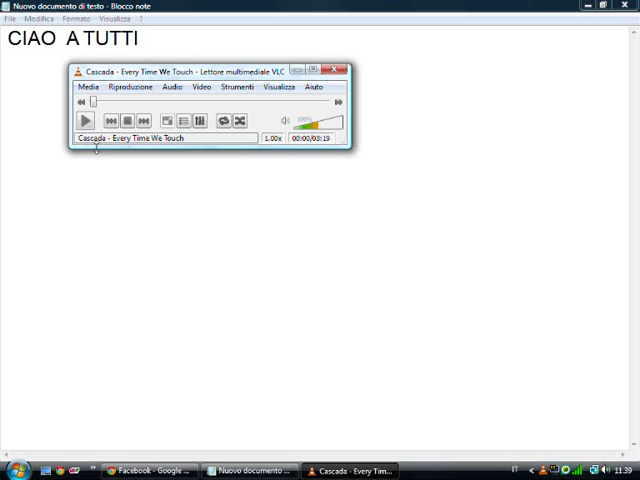 Nuovo documento di testo - Blocco note
File Modifica Formato Visualizza ?
CIAO A TUTTI
Cascada - Every Time We Touch - Lettore multimediale VLC
Media Riproduzione Audio Video Strumenti Visualizza Aiuto
100%
Cascada - Every Time We Touch 1.00x 00:00/03:19
Facebook - Google ... Nuovo documento ... Cascada - Every Tim... IT 11.39